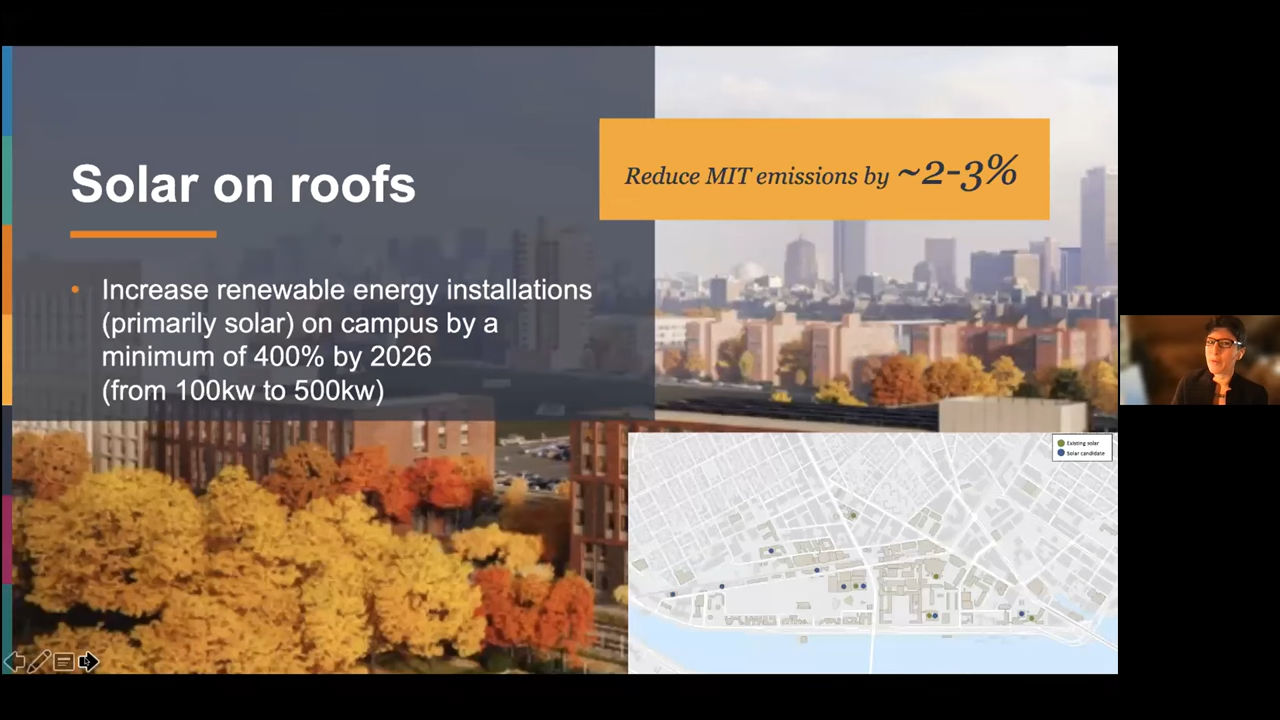 Solar on roofs
Reduce MIT emissions by ~2-3%
• Increase renewable energy installations
(primarily solar) on campus by a
minimum of 400% by 2026
(from 100kw to 500kw)
Existing solar
Solar candidate